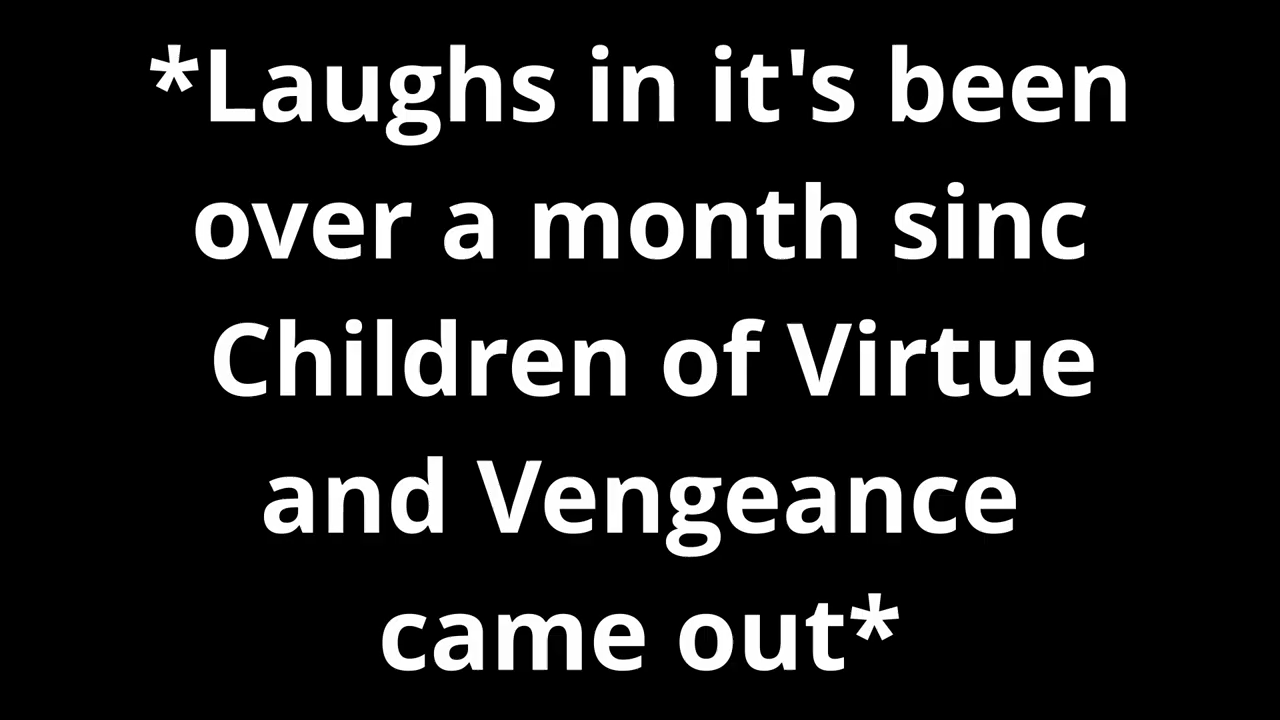 *Laughs in it's been
over a month sinc
Children of Virtue
and Vengeance
came out*